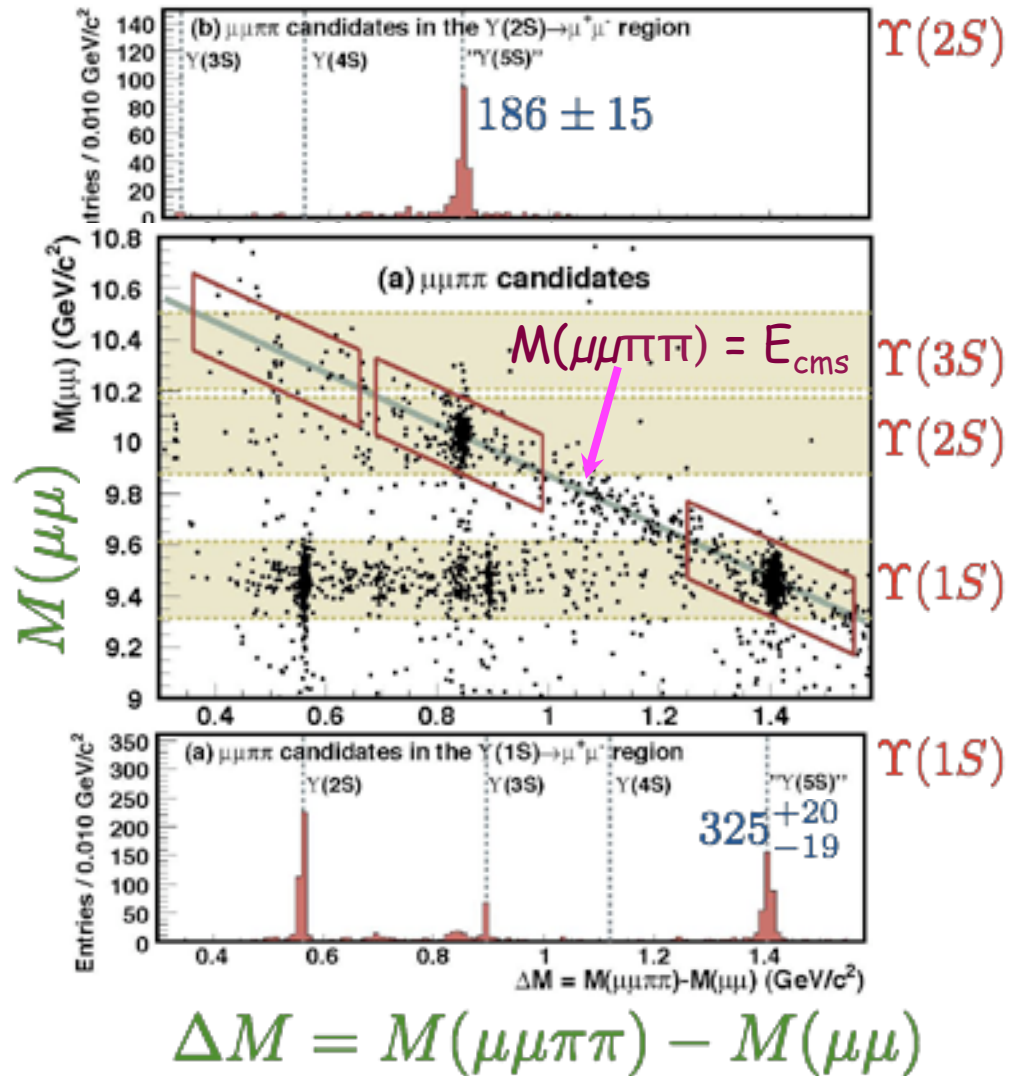 (b) μμππ candidates in the Υ(2S)→μ⁺μ⁻ region
Υ(3S) Υ(4S) "Υ(5S)"
186 ± 15
Υ(2S)
Entries / 0.010 GeV/c²
140
120
100
80
60
40
20
0
(a) μμππ candidates
M(μμππ) = E_cms
M(μμ) (GeV/c²)
M(μμ)
10.8
10.6
10.4
10.2
10
9.8
9.6
9.4
9.2
9
Υ(3S)
Υ(2S)
Υ(1S)
0.4 0.6 0.8 1 1.2 1.4
(a) μμππ candidates in the Υ(1S)→μ⁺μ⁻ region
Υ(2S) Υ(3S) Υ(4S) "Υ(5S)"
325 +20 −19
Υ(1S)
Entries / 0.010 GeV/c²
350
300
250
200
150
100
50
0
0.4 0.6 0.8 1 1.2 1.4
ΔM = M(μμππ)-M(μμ) (GeV/c²)
ΔM = M(μμππ) − M(μμ)